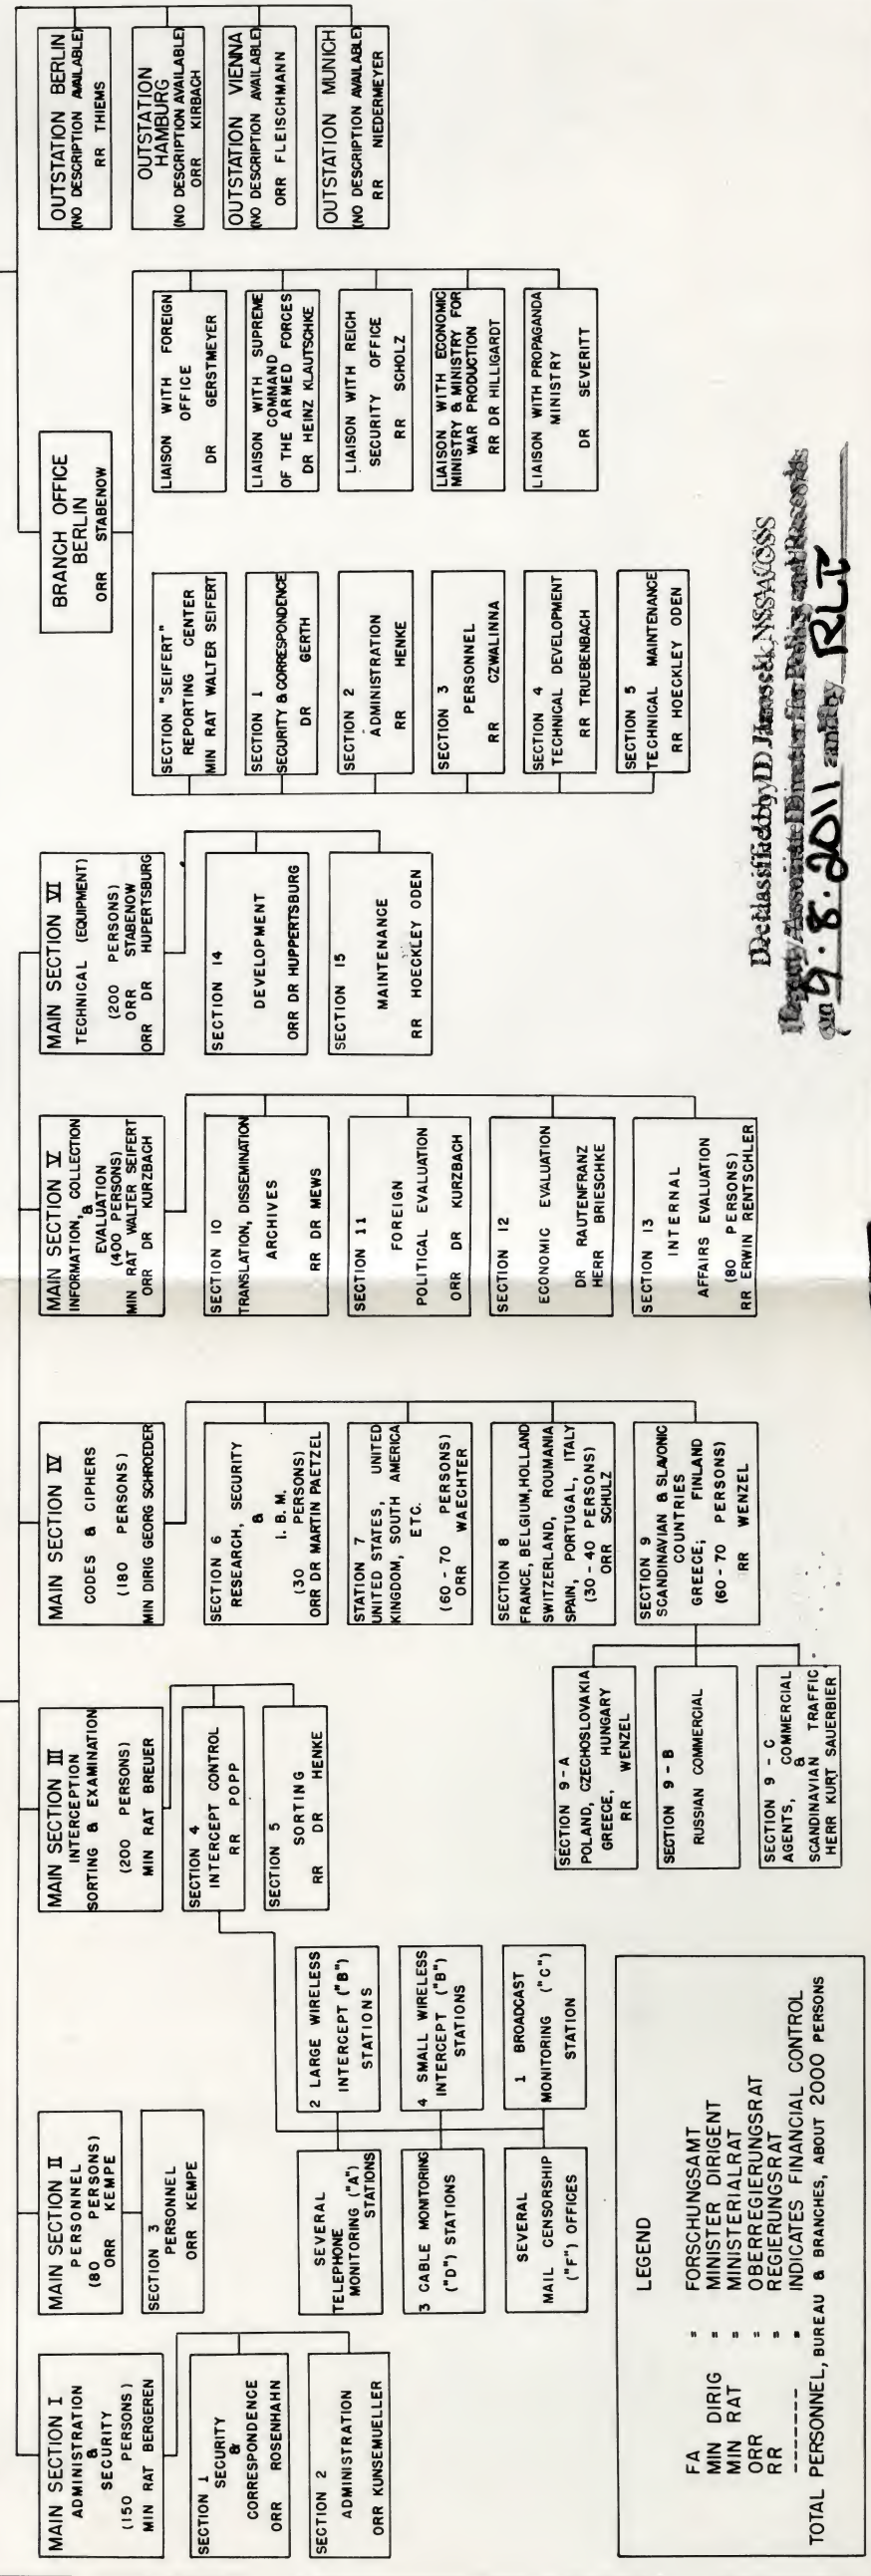 MAIN SECTION I
ADMINISTRATION
&
SECURITY
(150 PERSONS)
MIN RAT BERGEREN
SECTION 1
SECURITY
&
CORRESPONDENCE
ORR ROSENHAHN
SECTION 2
ADMINISTRATION
ORR KUNSEMUELLER
MAIN SECTION II
PERSONNEL
(80 PERSONS)
ORR KEMPE
SECTION 3
PERSONNEL
ORR KEMPE
MAIN SECTION III
INTERCEPTION
SORTING & EXAMINATION
(200 PERSONS)
MIN RAT BREUER
SECTION 4
INTERCEPT CONTROL
RR POPP
SECTION 5
SORTING
RR DR HENKE
SEVERAL
TELEPHONE
MONITORING ("A")
STATIONS
2 LARGE WIRELESS
INTERCEPT ("B")
STATIONS
3 CABLE MONITORING
("D") STATIONS
4 SMALL WIRELESS
INTERCEPT ("B")
STATIONS
SEVERAL
MAIL CENSORSHIP
("F") OFFICES
1 BROADCAST
MONITORING ("C")
STATION
MAIN SECTION IV
CODES & CIPHERS
(180 PERSONS)
MIN DIRIG GEORG SCHROEDER
SECTION 6
RESEARCH, SECURITY
&
I. B. M.
(30 PERSONS)
ORR DR MARTIN PAETZEL
STATION 7
UNITED STATES, UNITED
KINGDOM, SOUTH AMERICA
ETC.
(60 - 70 PERSONS)
ORR WAECHTER
SECTION 8
FRANCE, BELGIUM, HOLLAND
SWITZERLAND, ROUMANIA
SPAIN, PORTUGAL, ITALY
(30 - 40 PERSONS)
ORR SCHULZ
SECTION 9
SCANDINAVIAN & SLAVONIC
COUNTRIES
GREECE; FINLAND
(60 - 70 PERSONS)
RR WENZEL
SECTION 9 - A
POLAND, CZECHOSLOVAKIA
GREECE, HUNGARY
RR WENZEL
SECTION 9 - B
RUSSIAN COMMERCIAL
SECTION 9 - C
AGENTS, COMMERCIAL
&
SCANDINAVIAN TRAFFIC
HERR KURT SAUERBIER
MAIN SECTION V
INFORMATION, COLLECTION
&
EVALUATION
(400 PERSONS)
MIN RAT WALTER SEIFERT
ORR DR KURZBACH
SECTION 10
TRANSLATION, DISSEMINATION
ARCHIVES
RR DR MEWS
SECTION 11
FOREIGN
POLITICAL EVALUATION
ORR DR KURZBACH
SECTION 12
ECONOMIC EVALUATION
DR RAUTENFRANZ
HERR BRIESCHKE
SECTION 13
INTERNAL
AFFAIRS EVALUATION
(80 PERSONS)
RR ERWIN RENTSCHLER
MAIN SECTION VI
TECHNICAL (EQUIPMENT)
(200 PERSONS)
ORR STABENOW
ORR DR HUPERTSBURG
SECTION 14
DEVELOPMENT
ORR DR HUPPERTSBURG
SECTION 15
MAINTENANCE
RR HOECKLEY ODEN
BRANCH OFFICE
BERLIN
ORR STABENOW
SECTION "SEIFERT"
REPORTING CENTER
MIN RAT WALTER SEIFERT
SECTION 1
SECURITY & CORRESPONDENCE
DR GERTH
SECTION 2
ADMINISTRATION
RR HENKE
SECTION 3
PERSONNEL
RR CZWALINNA
SECTION 4
TECHNICAL DEVELOPMENT
RR TRUEBENBACH
SECTION 5
TECHNICAL MAINTENANCE
RR HOECKLEY ODEN
LIAISON WITH FOREIGN
OFFICE
DR GERSTMEYER
LIAISON WITH SUPREME
COMMAND
OF THE ARMED FORCES
DR HEINZ KLAUTSCHKE
LIAISON WITH REICH
SECURITY OFFICE
RR SCHOLZ
LIAISON WITH ECONOMIC
MINISTRY & MINISTRY FOR
WAR PRODUCTION
RR DR HILLIGARDT
LIAISON WITH PROPAGANDA
MINISTRY
DR SEVERITT
OUTSTATION BERLIN
(NO DESCRIPTION AVAILABLE)
RR THIEMS
OUTSTATION
HAMBURG
(NO DESCRIPTION AVAILABLE)
ORR KIRBACH
OUTSTATION VIENNA
(NO DESCRIPTION AVAILABLE)
ORR FLEISCHMANN
OUTSTATION MUNICH
(NO DESCRIPTION AVAILABLE)
RR NIEDERMEYER
LEGEND
FA " FORSCHUNGSAMT
MIN DIRIG " MINISTER DIRIGENT
MIN RAT " MINISTERIALRAT
ORR " OBERREGIERUNGSRAT
RR " REGIERUNGSRAT
------- " INDICATES FINANCIAL CONTROL
TOTAL PERSONNEL, BUREAU & BRANCHES, ABOUT 2000 PERSONS
Declassified by D. Janosek, NSA/CSS
Deputy Associate Director for Policy and Records
on 9.8.2011 and by RLI